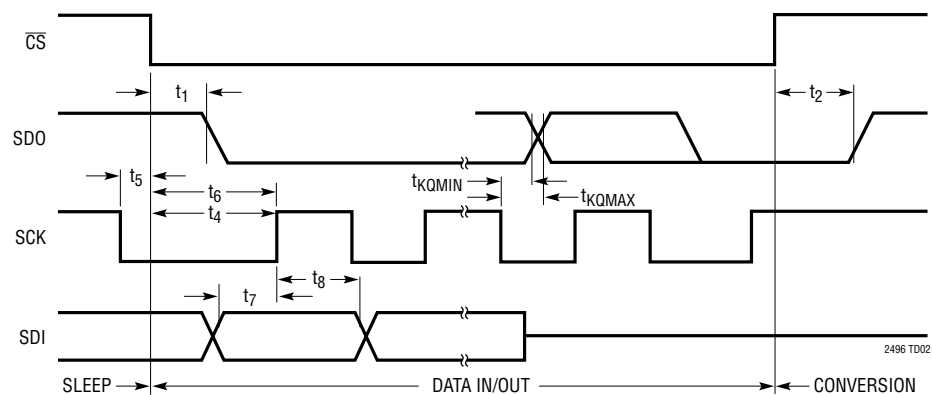 CS
t1
t2
SDO
t5
t6
tKQMIN
tKQMAX
t4
SCK
t8
t7
SDI
2496 TD02
SLEEP
DATA IN/OUT
CONVERSION